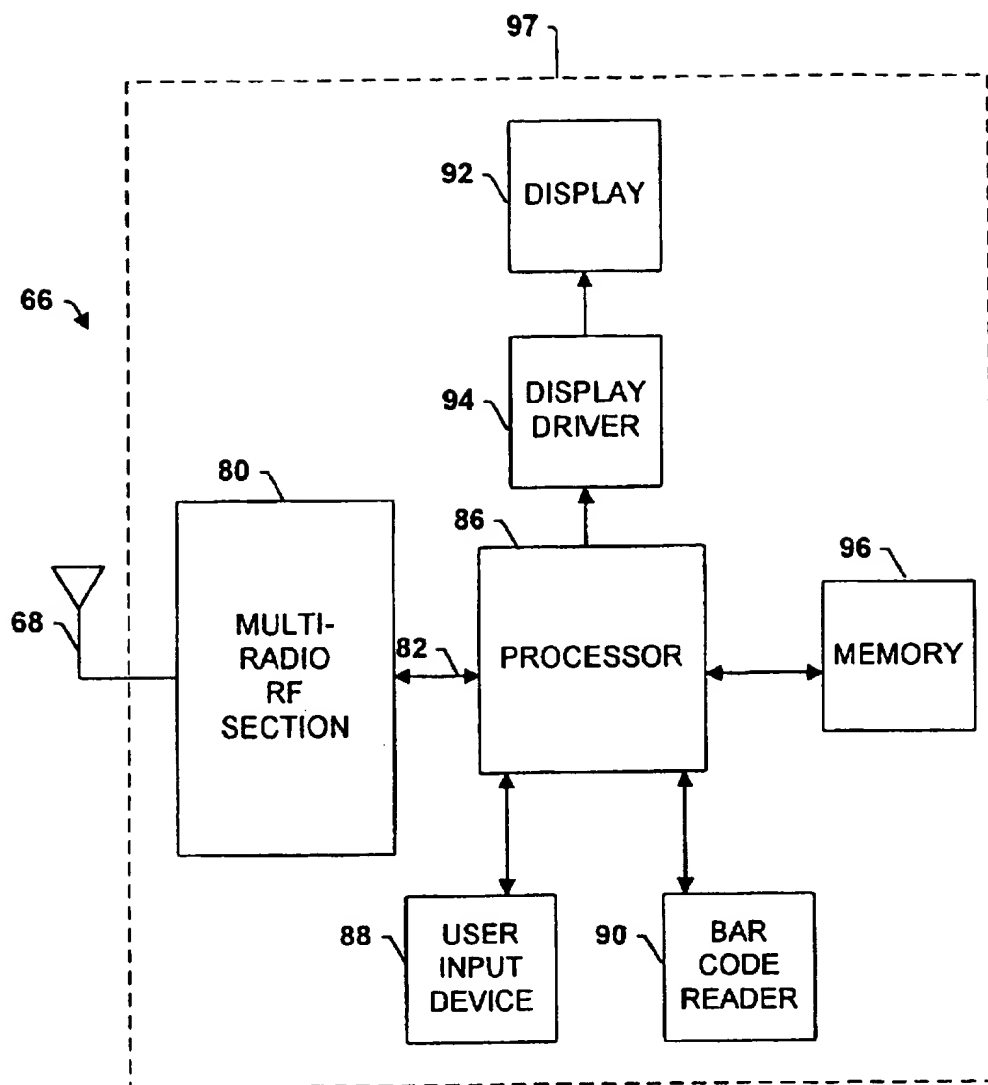 97
92
DISPLAY
66
94
DISPLAY
DRIVER
80
86
96
68
MULTI-
RADIO
RF
SECTION
82
PROCESSOR
MEMORY
88
USER
INPUT
DEVICE
90
BAR
CODE
READER